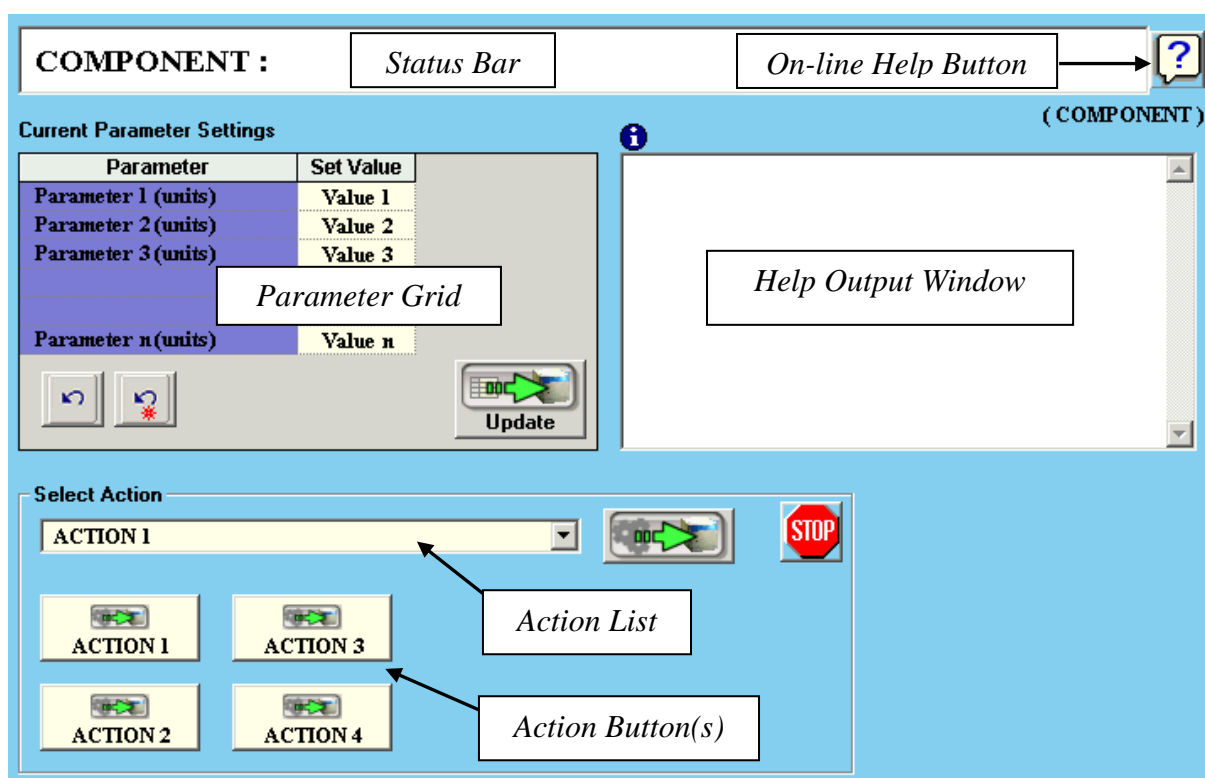 COMPONENT :
Status Bar
On-line Help Button
?
( COMPONENT )
Current Parameter Settings
i
Parameter Set Value
Parameter 1 (units) Value 1
Parameter 2 (units) Value 2
Parameter 3 (units) Value 3
Parameter Grid
Parameter n (units) Value n
Update
Help Output Window
Select Action
ACTION 1
STOP
Action List
ACTION 1
ACTION 3
Action Button(s)
ACTION 2
ACTION 4